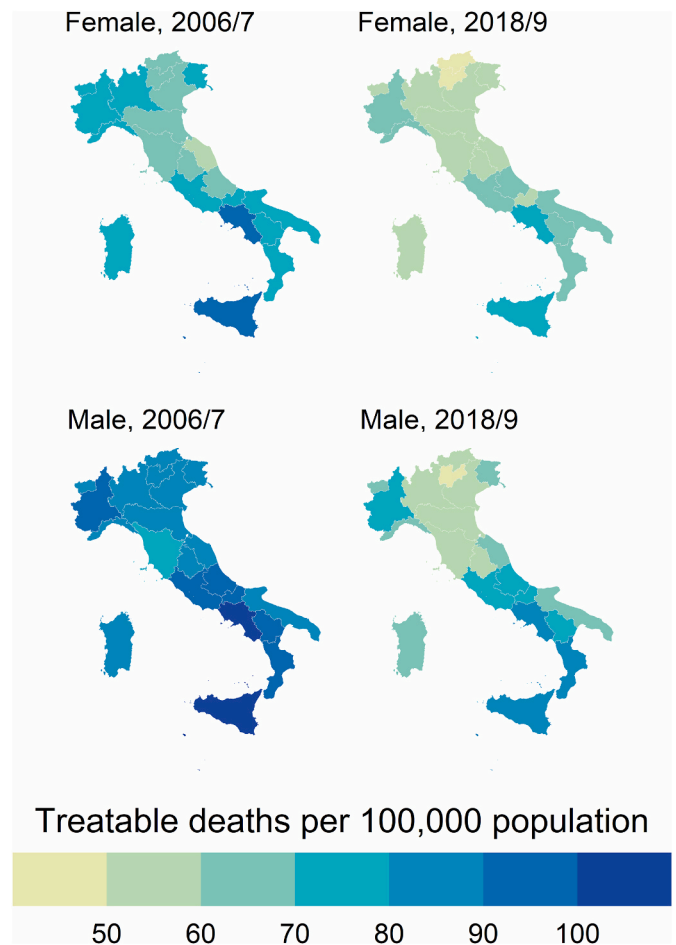 Female, 2006/7
Female, 2018/9
Male, 2006/7
Male, 2018/9
Treatable deaths per 100,000 population
50 60 70 80 90 100